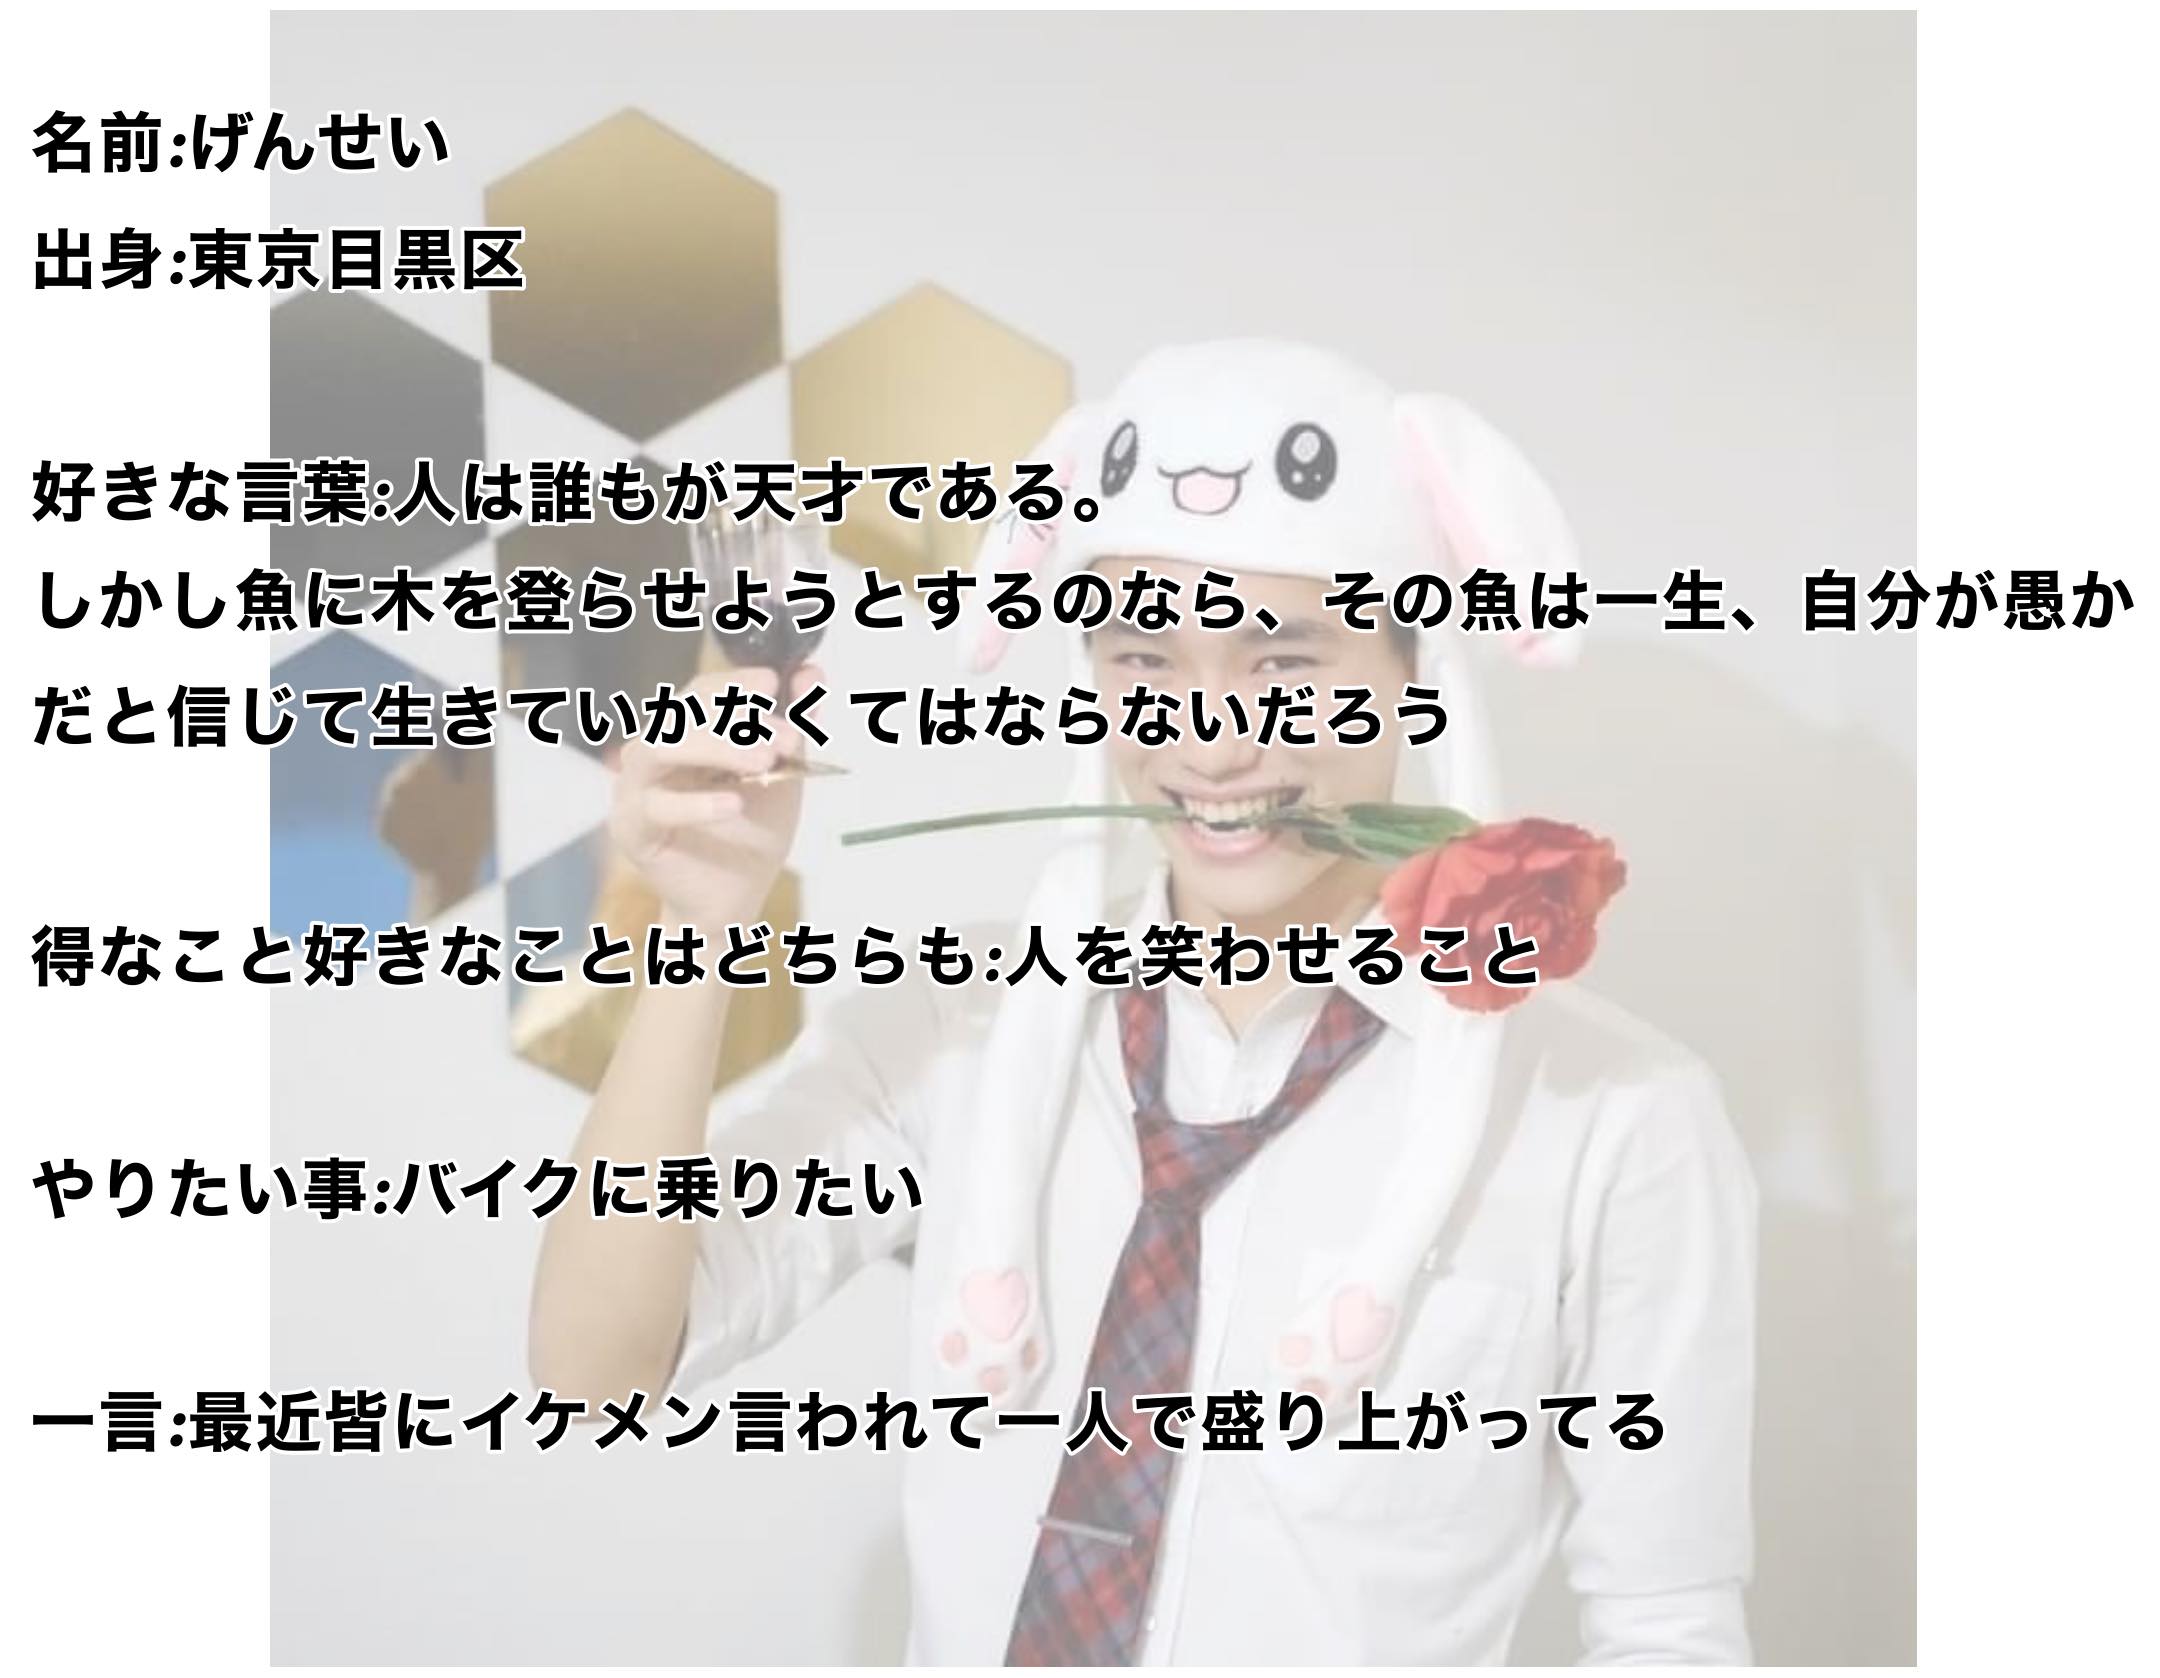 名前:げんせい
出身:東京目黒区
好きな言葉:人は誰もが天才である。
しかし魚に木を登らせようとするのなら、その魚は一生、自分が愚か
だと信じて生きていかなくてはならないだろう
得なこと好きなことはどちらも:人を笑わせること
やりたい事:バイクに乗りたい
一言:最近皆にイケメン言われて一人で盛り上がってる